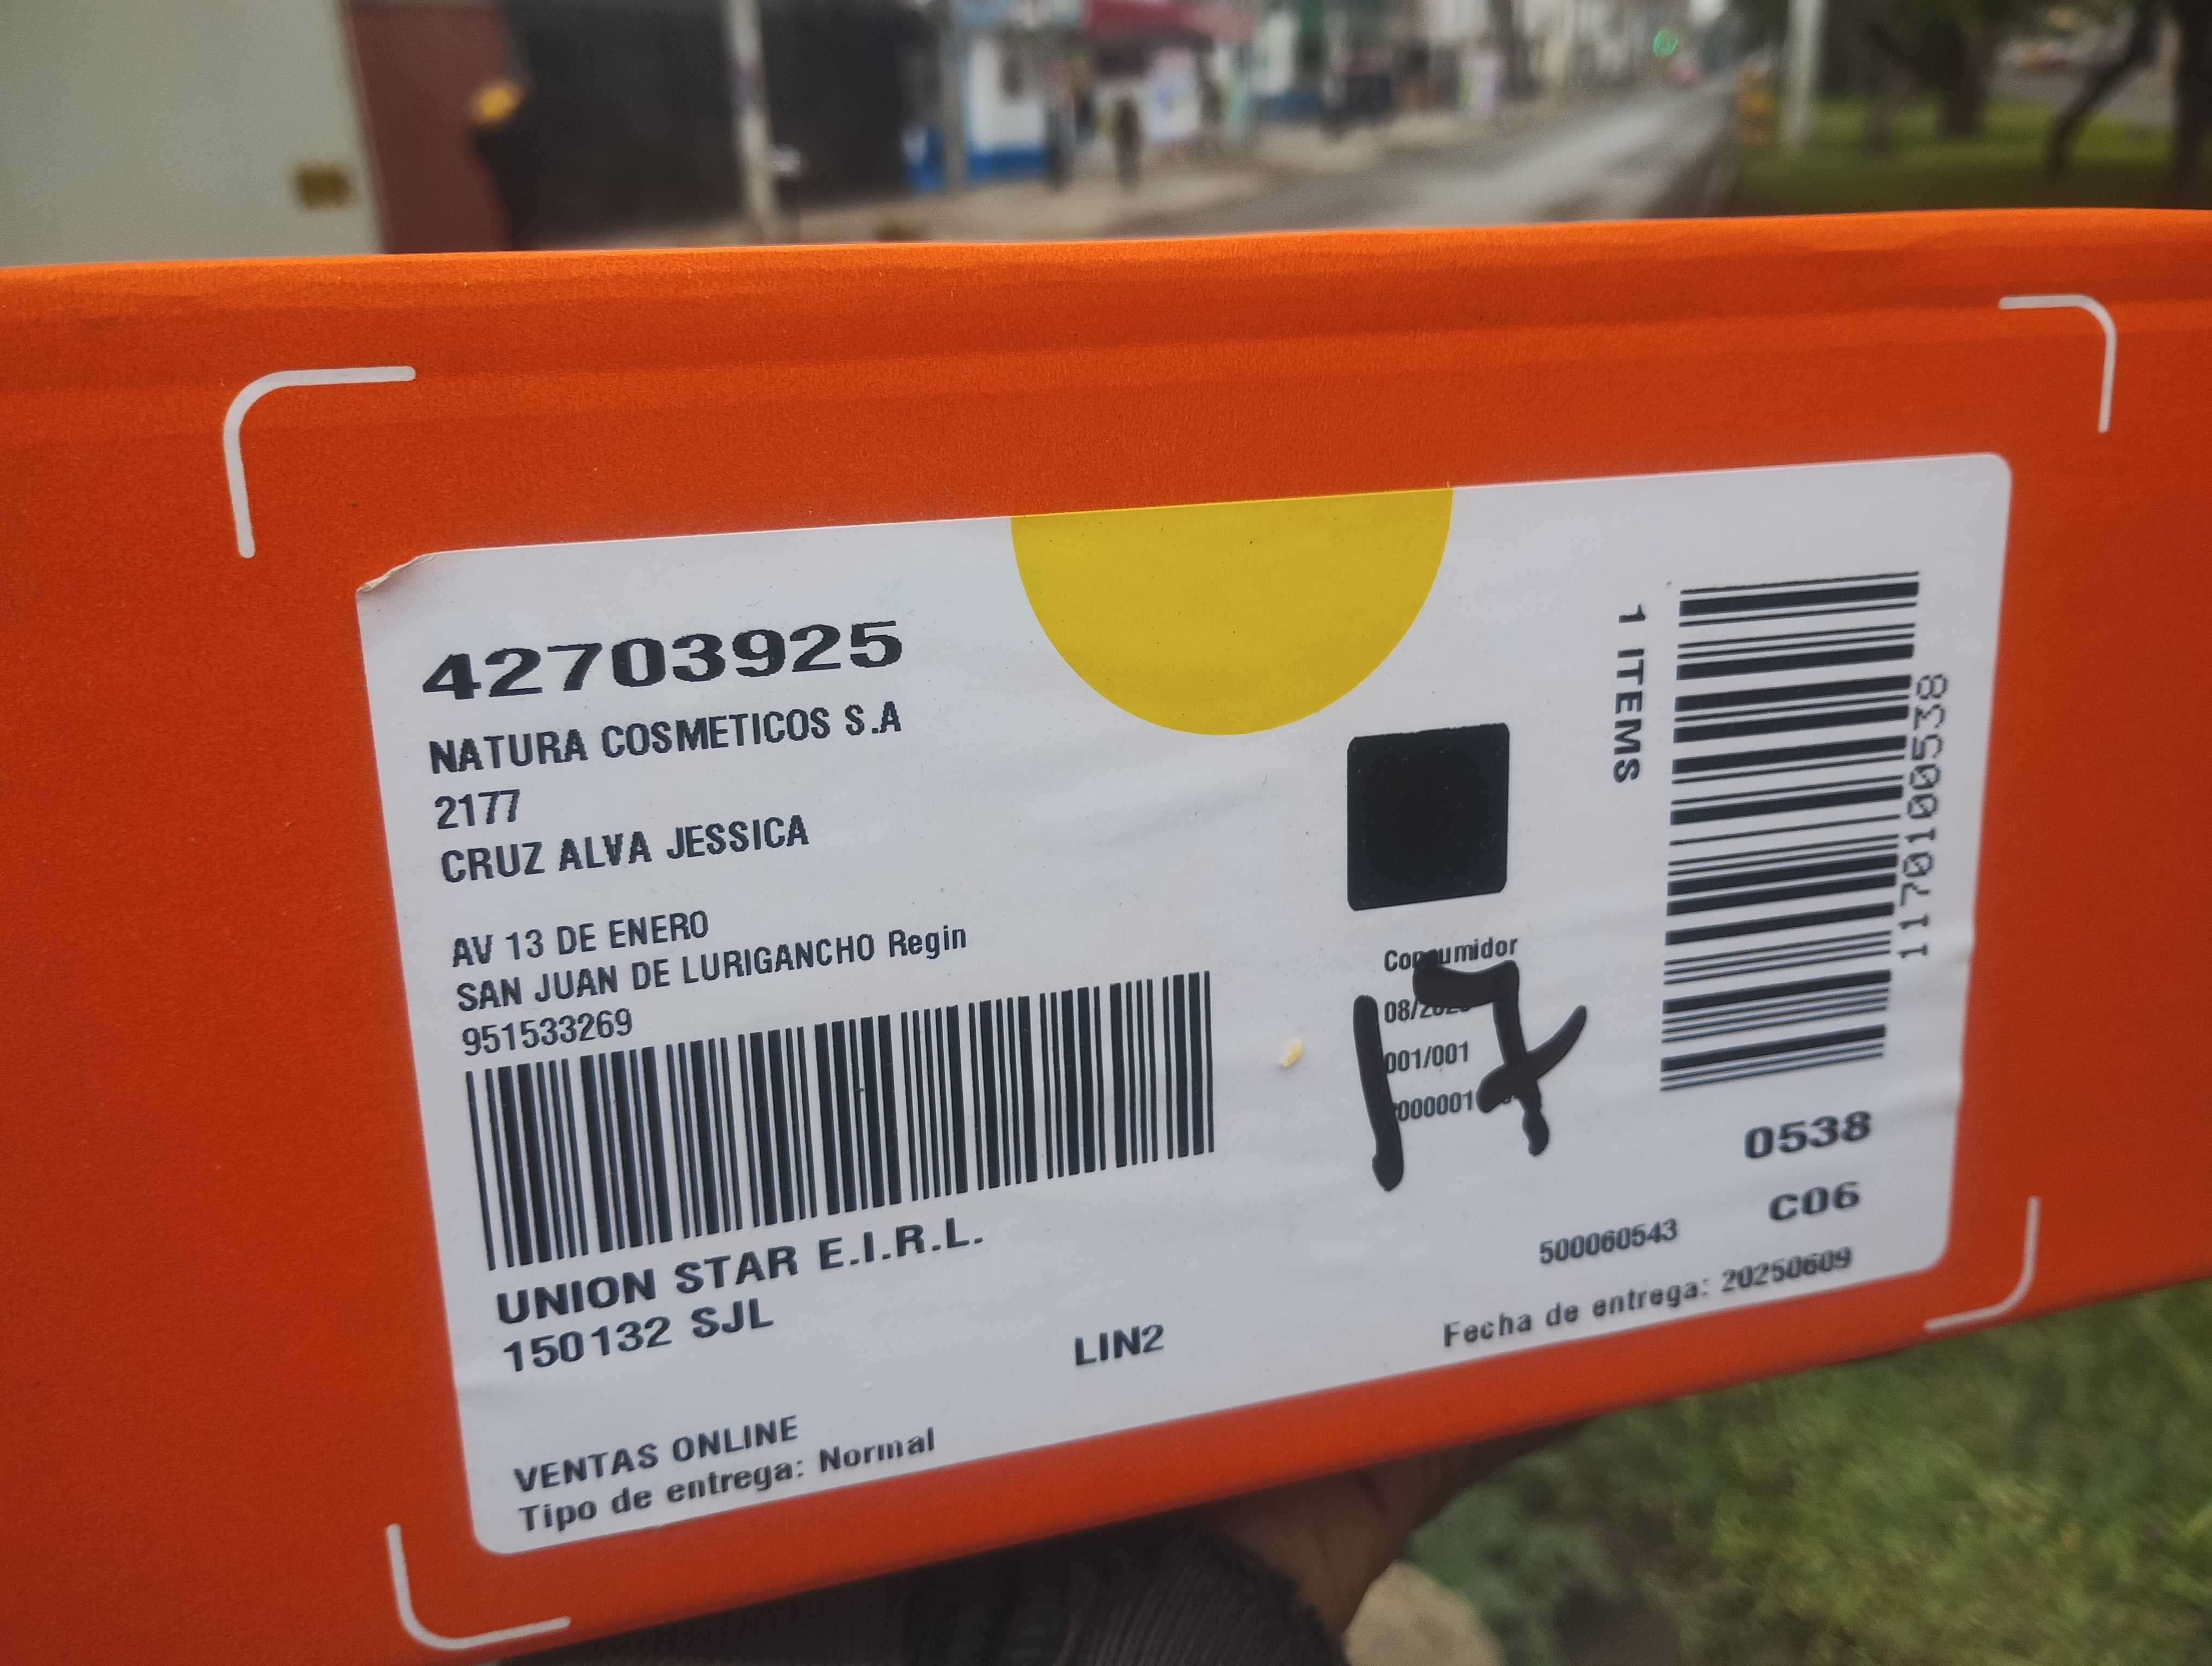 42703925
NATURA COSMETICOS S.A
2177
CRUZ ALVA JESSICA
AV 13 DE ENERO
SAN JUAN DE LURIGANCHO Regin
951533269
UNION STAR E.I.R.L.
150132 SJL
LIN2
VENTAS ONLINE
Tipo de entrega: Normal
Consumidor
001/001
17
1 ITEMS
1170100538
0538
C06
500060543
Fecha de entrega: 20250609